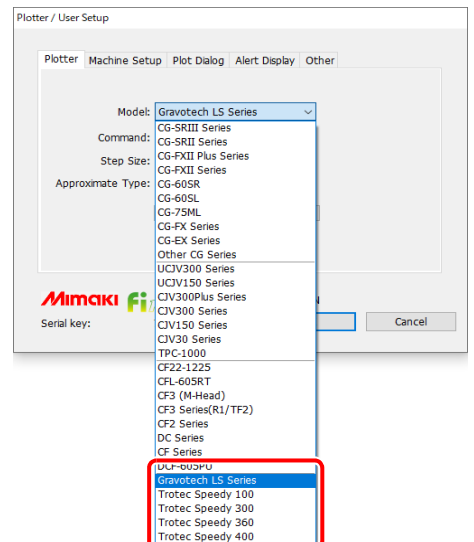 Plotter / User Setup
Plotter Machine Setup Plot Dialog Alert Display Other
Model: Gravotech LS Series
Command:
Step Size:
Approximate Type:
CG-SRIII Series
CG-SRII Series
CG-FXII Plus Series
CG-FXII Series
CG-60SR
CG-60SL
CG-75ML
CG-FX Series
CG-EX Series
Other CG Series
UCJV300 Series
UCJV150 Series
CJV300Plus Series
CJV300 Series
CJV150 Series
CJV30 Series
TPC-1000
CF22-1225
CFL-605RT
CF3 (M-Head)
CF3 Series(R1/TF2)
CF2 Series
DC Series
CF Series
DCF-605PU
Gravotech LS Series
Trotec Speedy 100
Trotec Speedy 300
Trotec Speedy 360
Trotec Speedy 400
Mimaki
Serial key:
Cancel